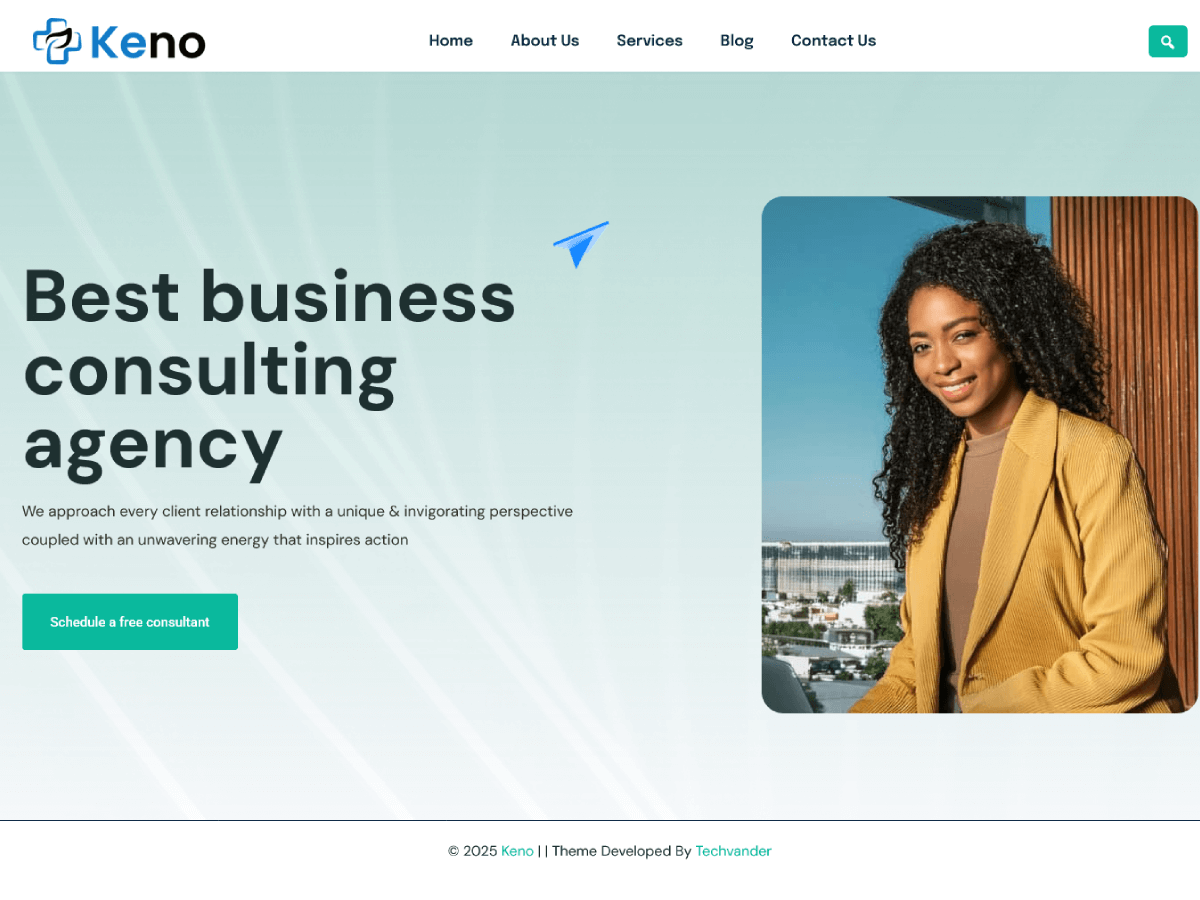 Keno
Home About Us Services Blog Contact Us
Best business
consulting
agency
We approach every client relationship with a unique & invigorating perspective
coupled with an unwavering energy that inspires action
Schedule a free consultant
© 2025 Keno | | Theme Developed By Techvander